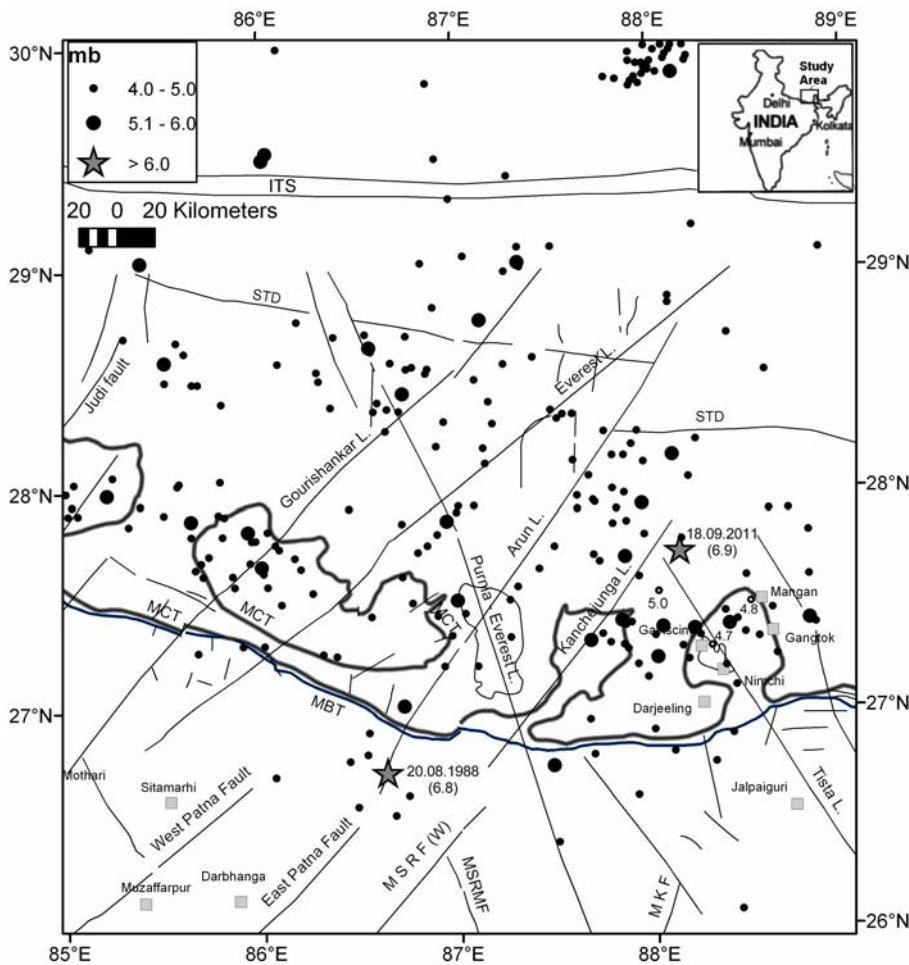 86°E 87°E 88°E 89°E
30°N
mb
4.0 - 5.0
5.1 - 6.0
> 6.0
Study
Area
Delhi
INDIA
Kolkata
Mumbai
ITS
20 0 20 Kilometers
29°N 29°N
STD
Judi fault
Everest L.
STD
Gourishankar L.
28°N 28°N
Arun L.
18.09.2011
(6.9)
Purnia
Everest L.
Kanchajunga L.
5.0
4.8
Mangan
MCT
MCT
MCT
4.7
Gangtok
Namchi
27°N 27°N
MBT
Darjeeling
20.08.1988
(6.8)
Mothari
Sitamarhi
West Patna Fault
Jalpaiguri
Tista L.
East Patna Fault
M S R F (W)
MSRMF
M K F
Muzaffarpur
Darbhanga
26°N
85°E 86°E 87°E 88°E